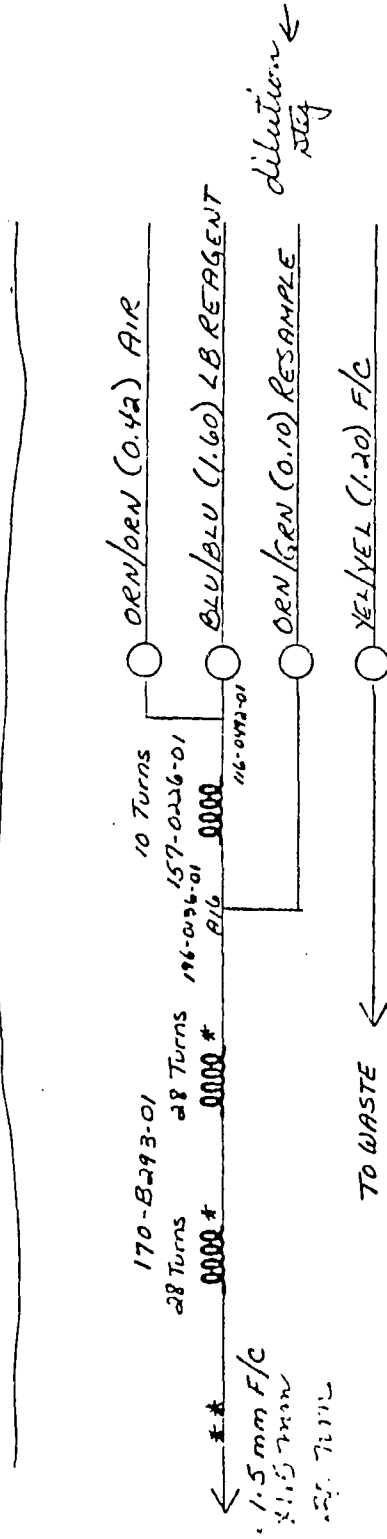 ORN/ORN (0.42) AIR
10 Turns
157-0226-01
BLU/BLU (1.60) LB REAGENT
116-0492-01
170-B293-01
28 Turns
*
28 Turns
*
196-0136-01
A16
ORN/GRN (0.10) RESAMPLE
dilution
step
**
1.5 mm F/C
YEL/YEL (1.20) F/C
TO WASTE